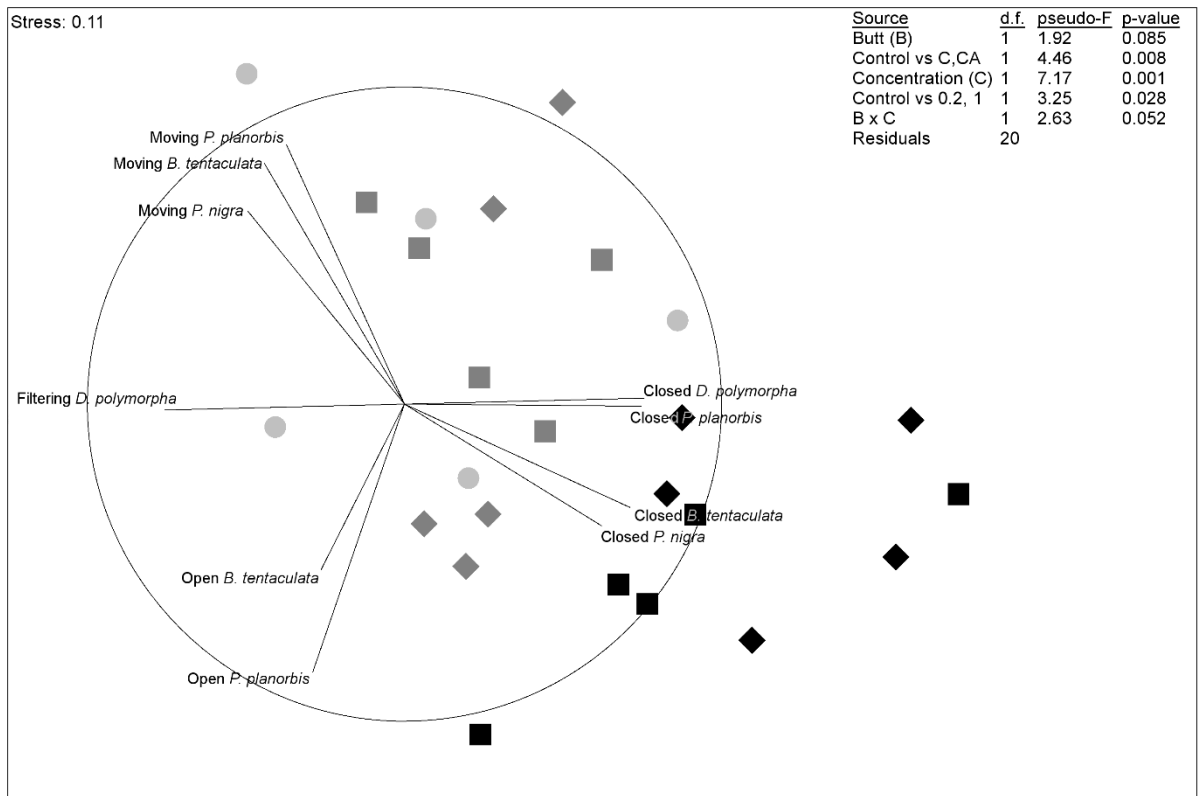 Stress: 0.11
Source d.f. pseudo-F p-value
Butt (B) 1 1.92 0.085
Control vs C,CA 1 4.46 0.008
Concentration (C) 1 7.17 0.001
Control vs 0.2, 1 1 3.25 0.028
B x C 1 2.63 0.052
Residuals 20
Moving P. planorbis
Moving B. tentaculata
Moving P. nigra
Filtering D. polymorpha
Closed D. polymorpha
Closed P. planorbis
Closed B. tentaculata
Closed P. nigra
Open B. tentaculata
Open P. planorbis